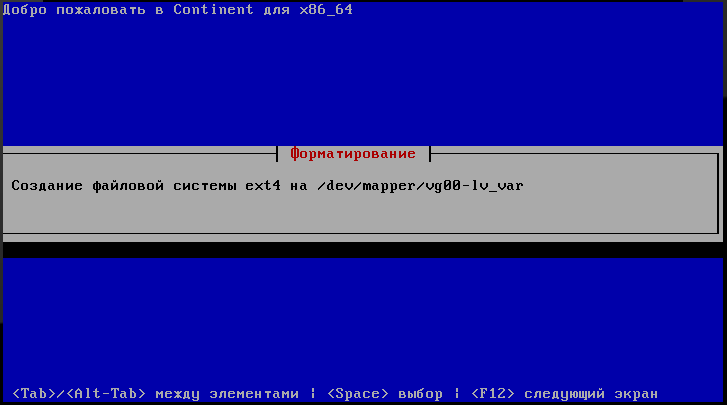 Добро пожаловать в Continent для x86_64
Форматирование
Создание файловой системы ext4 на /dev/mapper/vg00-lv_var
<Tab>/<Alt-Tab> между элементами ¦ <Space> выбор ¦ <F12> следующий экран